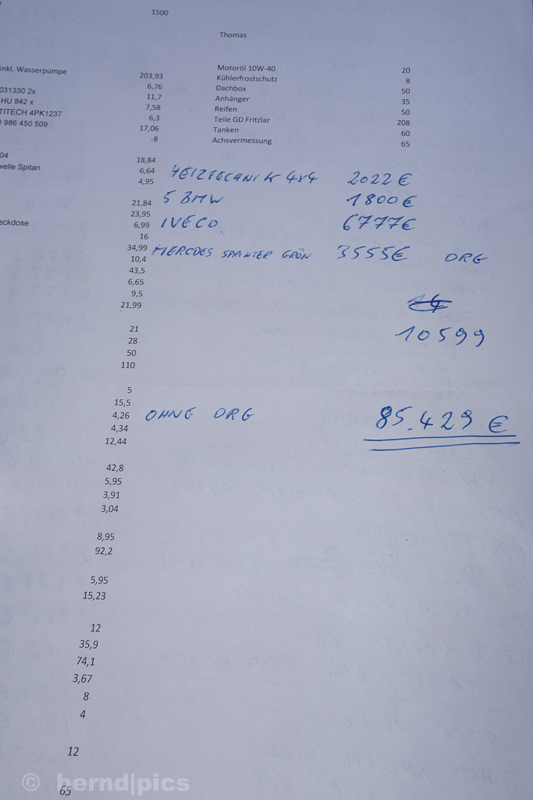 1500
Thomas
inkl. Wasserpumpe 203,93 Motoröl 10W-40 20
031330 2x 6,76 Kühlerfrostschutz 8
HU 842 x 11,7 Dachbox 50
TITECH 4PK1237 7,58 Anhänger 35
986 450 509 6,3 Reifen 50
17,06 Teile GD Fritzlar 208
-8 Tanken 60
Achsvermessung 65
04 18,84
welle Spitan 6,64 HEIZTECHNIK 4x4 2022 €
4,95
21,84 5 BMW 1800 €
23,95
eckdose 6,99 IVECO 6777 €
16
34,99 MERCDES SPRINTER GRÜN 3555 € ORG
10,4
43,5
6,65
9,5
21,99
21 10599
28
50
110
5
15,5
4,26 OHNE ORG 85.429 €
4,34
12,44
42,8
5,95
3,91
3,04
8,95
92,2
5,95
15,23
12
35,9
74,1
3,67
8
4
12
65
© bernd|pics